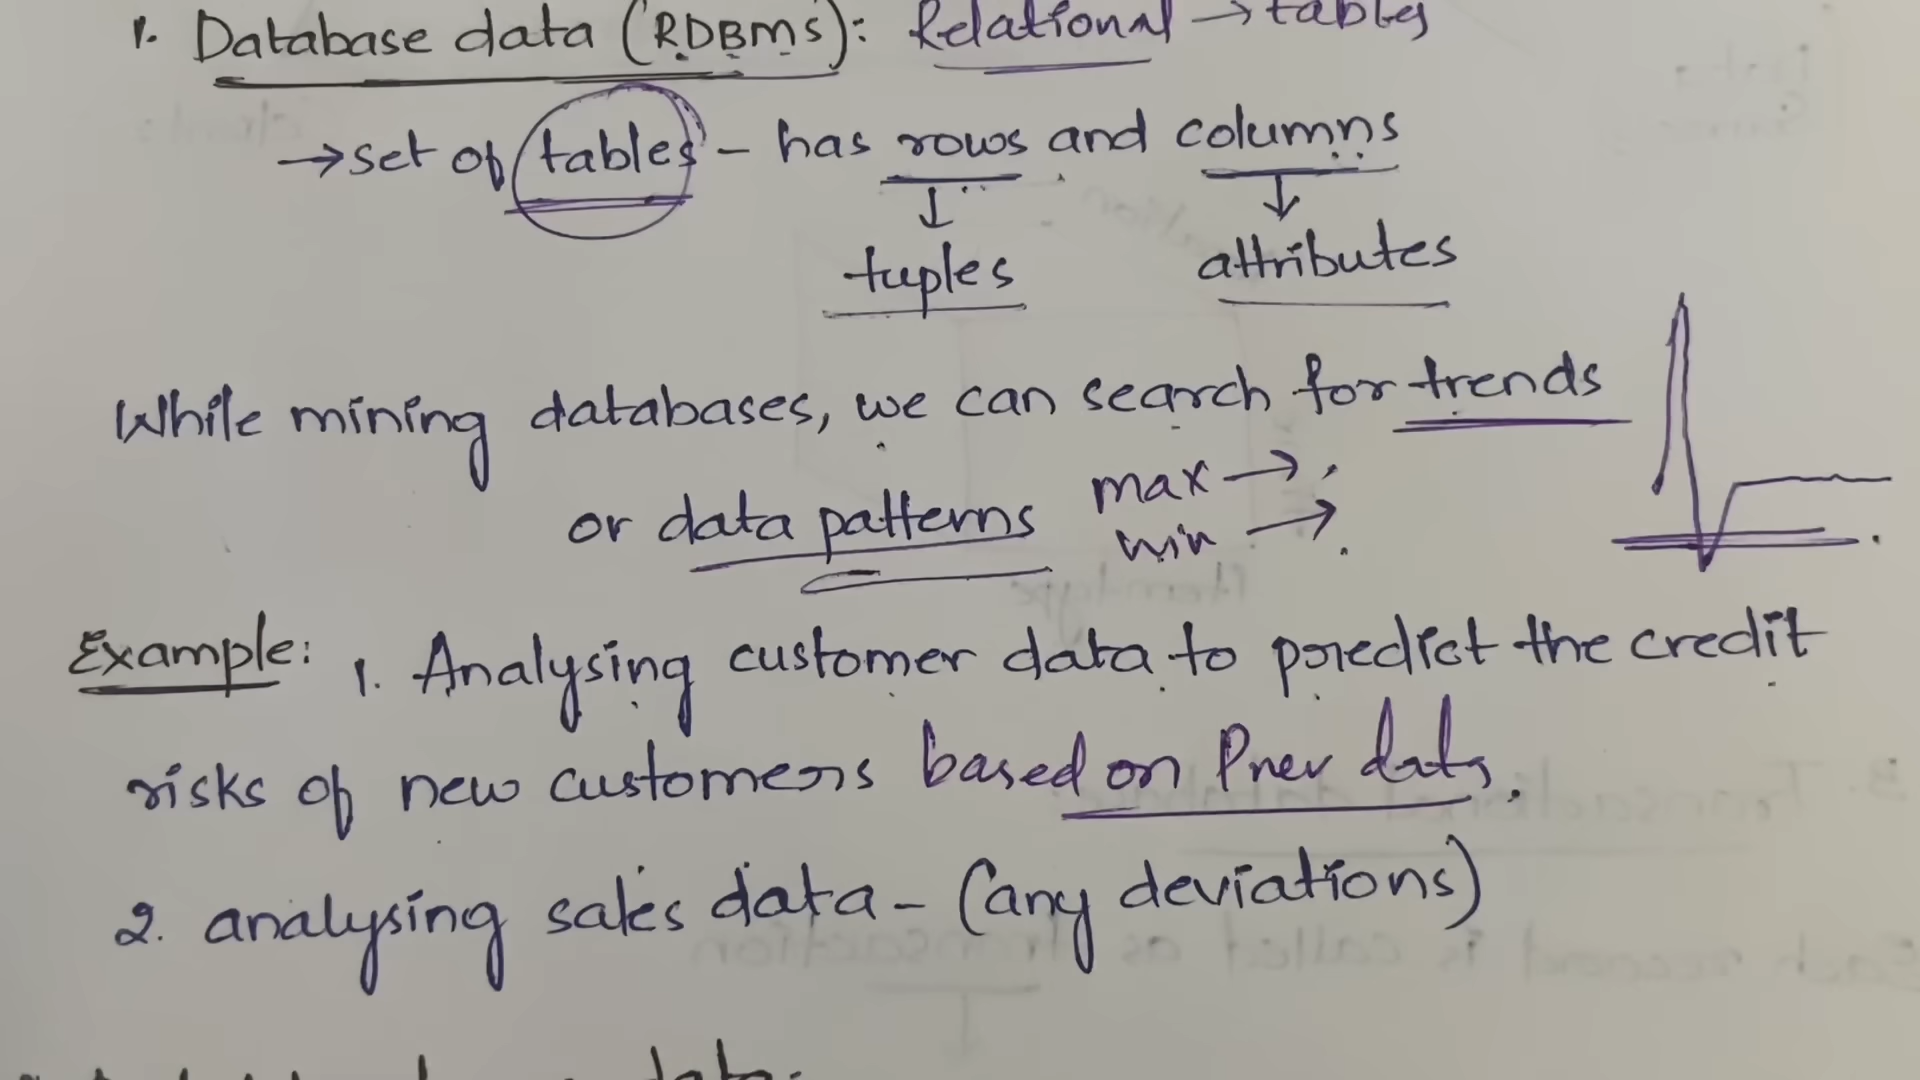 1. Database data (RDBMS): Relational → tables
→ set of tables - has rows and columns
↓ ↓
tuples attributes
While mining databases, we can search for trends
or data patterns max →
min →
Example: 1. Analysing customer data to predict the credit
risks of new customers based on Prev data.
2. analysing sales data - (any deviations)
data: